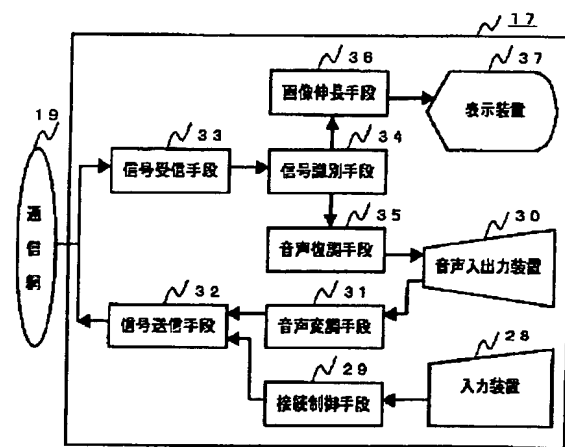 17
36
37
画像伸長手段
表示装置
19
33
34
信号受信手段
信号識別手段
通信網
35
30
音声復調手段
音声入出力装置
32
31
信号送信手段
音声変調手段
28
29
入力装置
接続制御手段